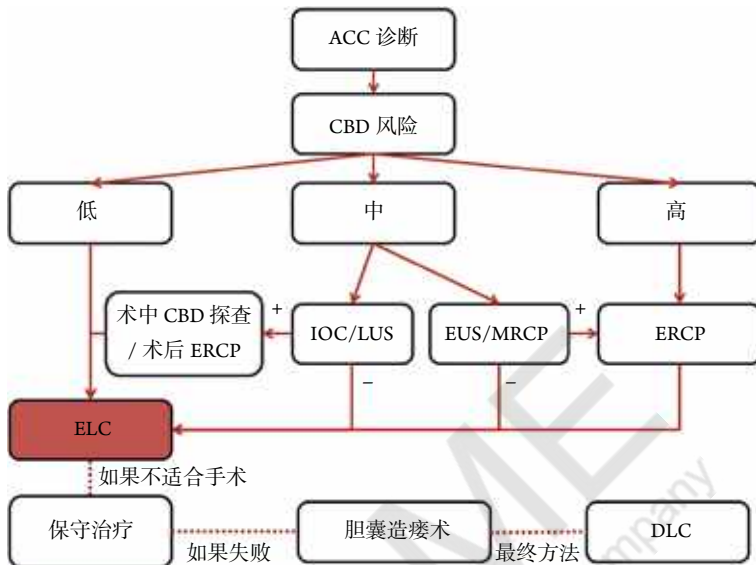 ACC 诊断
CBD 风险
低
中
高
术中 CBD 探查
/ 术后 ERCP
+
IOC/LUS
EUS/MRCP
+
ERCP
–
–
ELC
如果不适合手术
保守治疗
如果失败
胆囊造瘘术
最终方法
DLC
ME
mpany